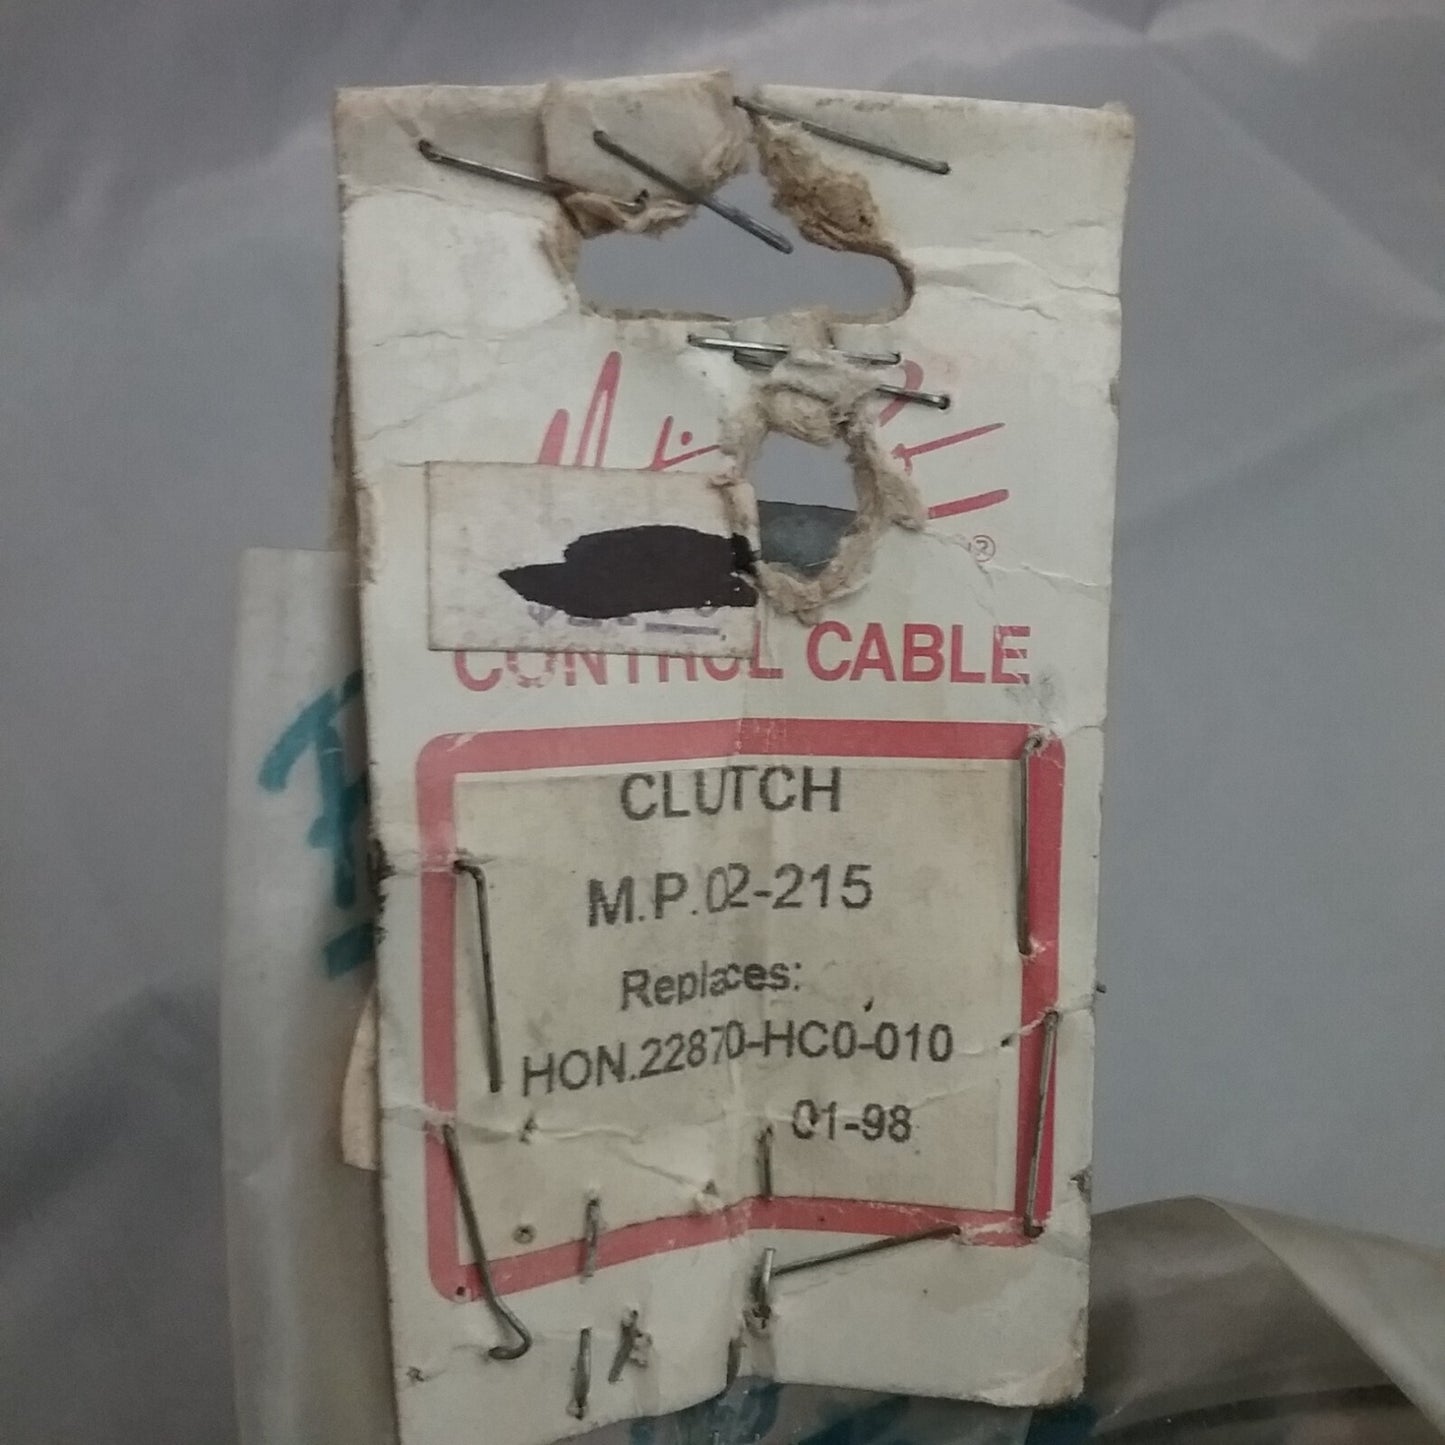 ®
CONTROL CABLE
CLUTCH
M.P.02-215
Replaces:
HON.22870-HC0-010
01-98